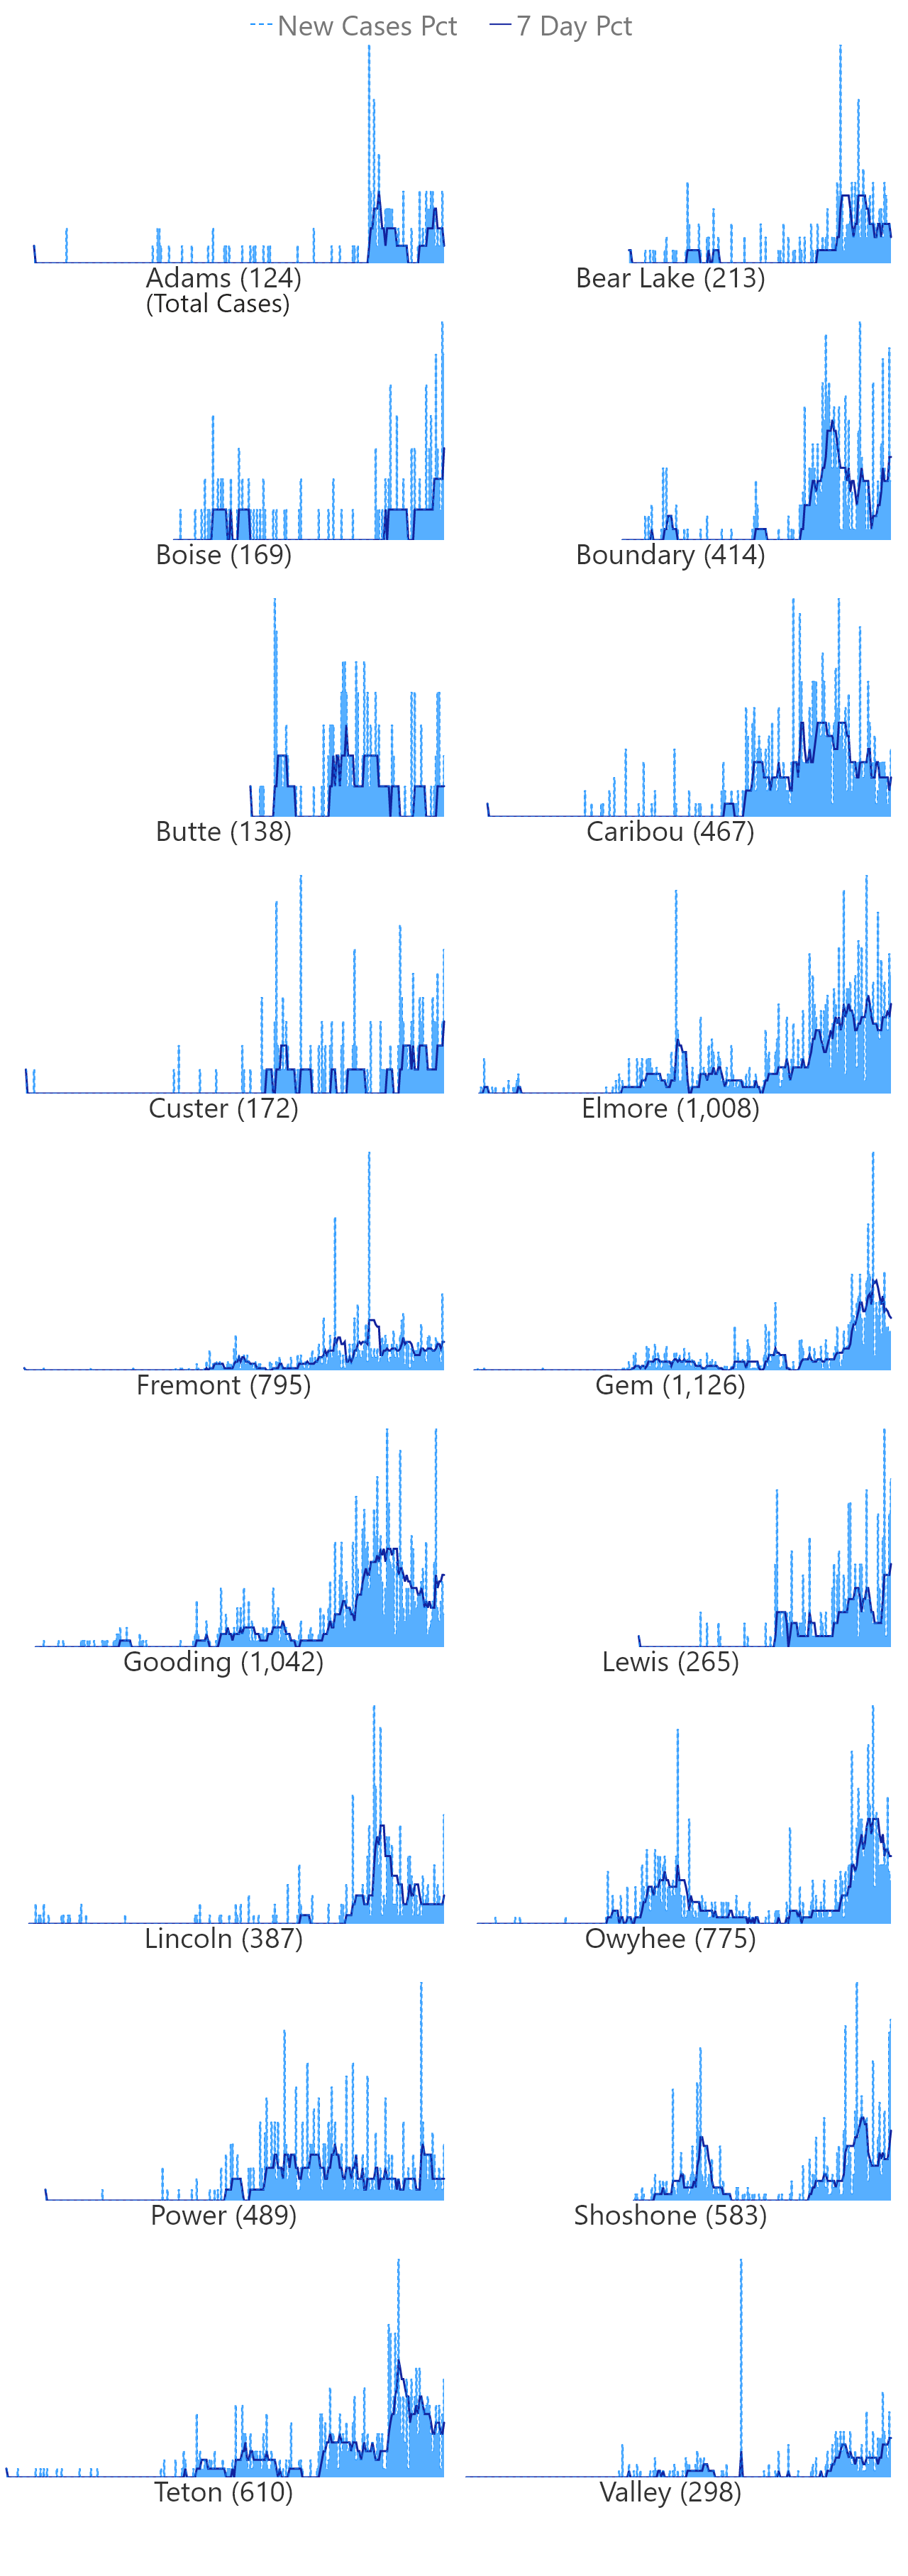 New Cases Pct 7 Day Pct
Adams (124) Bear Lake (213)
(Total Cases)
Boise (169) Boundary (414)
Butte (138) Caribou (467)
Custer (172) Elmore (1,008)
Fremont (795) Gem (1,126)
Gooding (1,042) Lewis (265)
Lincoln (387) Owyhee (775)
Power (489) Shoshone (583)
Teton (610) Valley (298)